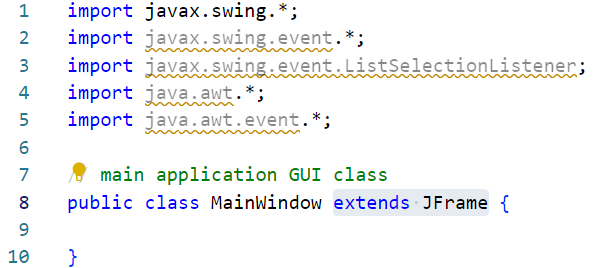 1 import javax.swing.*;
2 import javax.swing.event.*;
3 import javax.swing.event.ListSelectionListener;
4 import java.awt.*;
5 import java.awt.event.*;
6
7 main application GUI class
8 public class MainWindow extends JFrame {
9
10 }